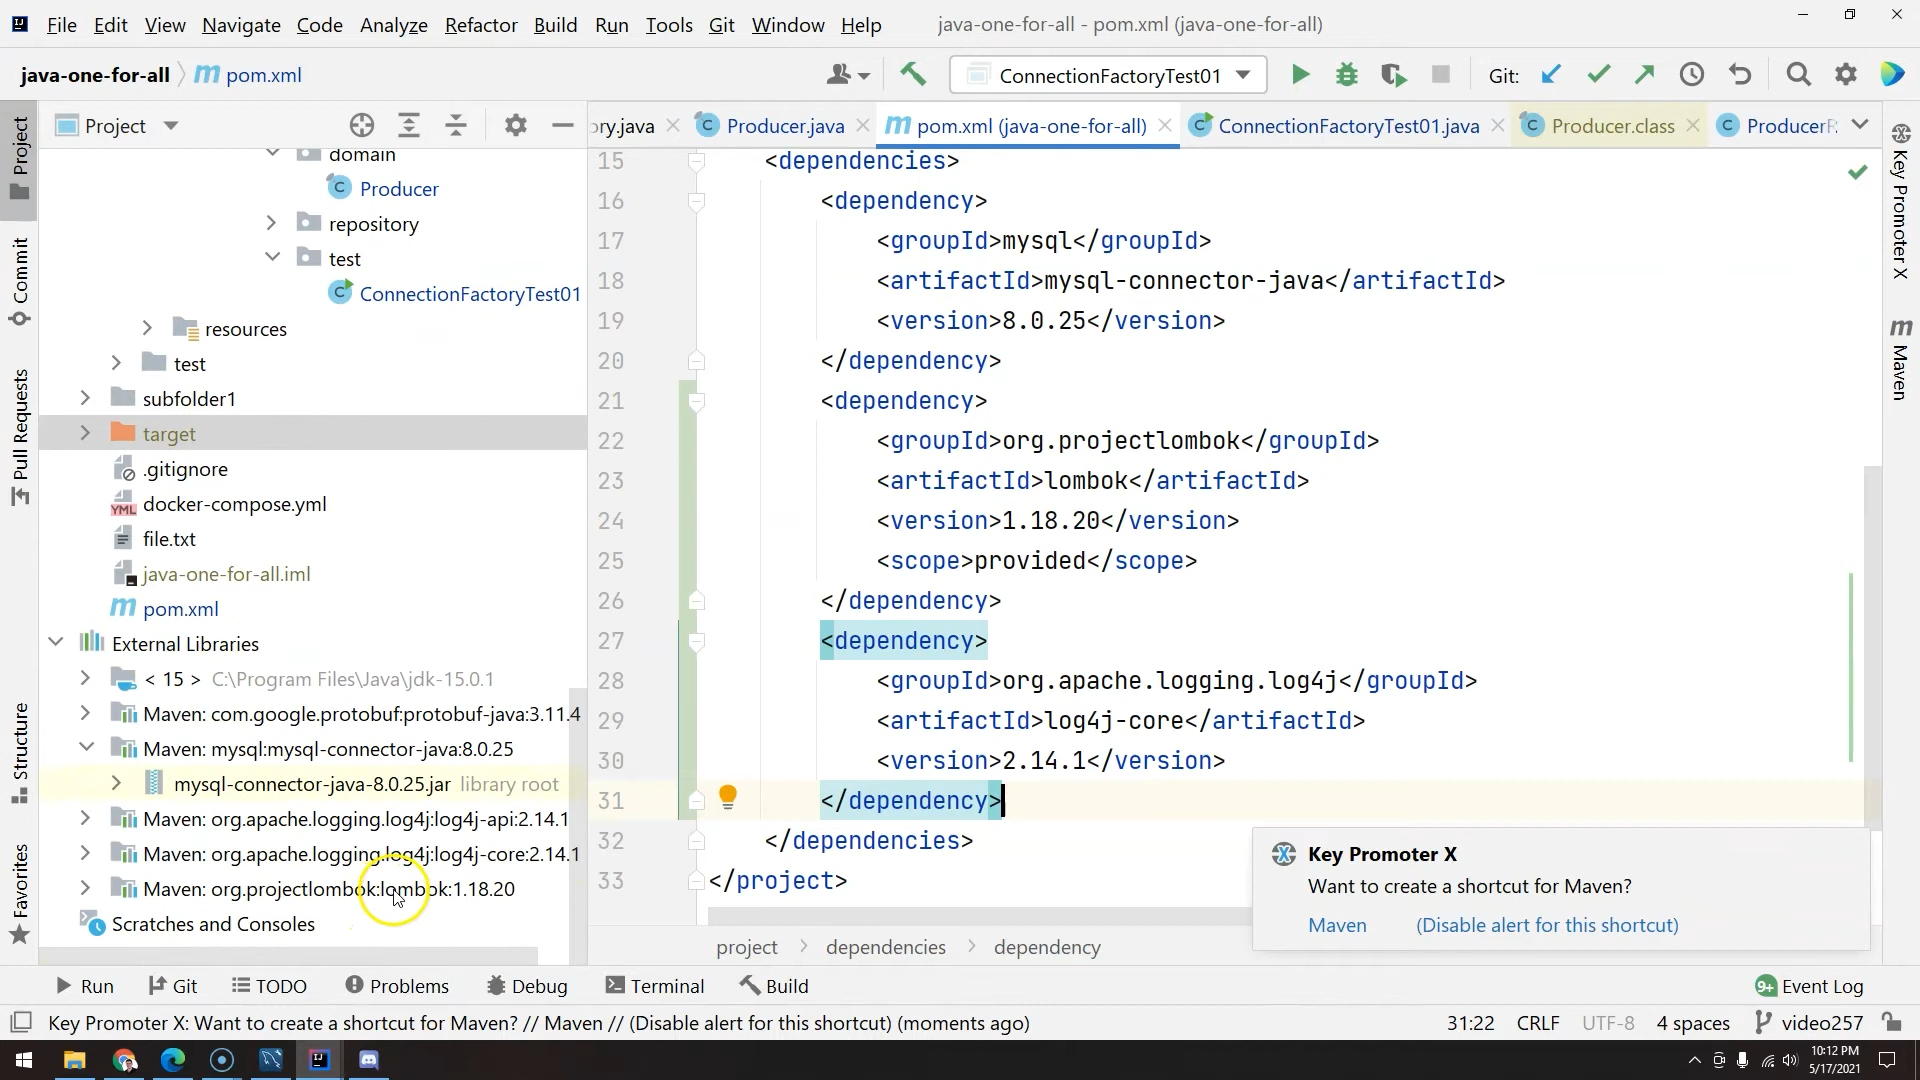 File Edit View Navigate Code Analyze Refactor Build Run Tools Git Window Help java-one-for-all - pom.xml (java-one-for-all)
java-one-for-all pom.xml ConnectionFactoryTest01 Git:
Project
ory.java Producer.java pom.xml (java-one-for-all) ConnectionFactoryTest01.java Producer.class
Project
Commit
Pull Requests
Structure
Favorites
domain
Producer
repository
test
ConnectionFactoryTest01
resources
test
subfolder1
target
.gitignore
docker-compose.yml
file.txt
java-one-for-all.iml
pom.xml
External Libraries
< 15 > C:\Program Files\Java\jdk-15.0.1
Maven: com.google.protobuf:protobuf-java:3.11.4
Maven: mysql:mysql-connector-java:8.0.25
mysql-connector-java-8.0.25.jar library root
Maven: org.apache.logging.log4j:log4j-api:2.14.1
Maven: org.apache.logging.log4j:log4j-core:2.14.1
Maven: org.projectlombok:lombok:1.18.20
Scratches and Consoles
15 <dependencies>
16 <dependency>
17 <groupId>mysql</groupId>
18 <artifactId>mysql-connector-java</artifactId>
19 <version>8.0.25</version>
20 </dependency>
21 <dependency>
22 <groupId>org.projectlombok</groupId>
23 <artifactId>lombok</artifactId>
24 <version>1.18.20</version>
25 <scope>provided</scope>
26 </dependency>
27 <dependency>
28 <groupId>org.apache.logging.log4j</groupId>
29 <artifactId>log4j-core</artifactId>
30 <version>2.14.1</version>
31 </dependency>
32 </dependencies>
33 </project>
Key Promoter X
Maven
Key Promoter X
Want to create a shortcut for Maven?
Maven (Disable alert for this shortcut)
project dependencies dependency
Run Git TODO Problems Debug Terminal Build 9+ Event Log
Key Promoter X: Want to create a shortcut for Maven? // Maven // (Disable alert for this shortcut) (moments ago) 31:22 CRLF UTF-8 4 spaces video257
10:12 PM
5/17/2021